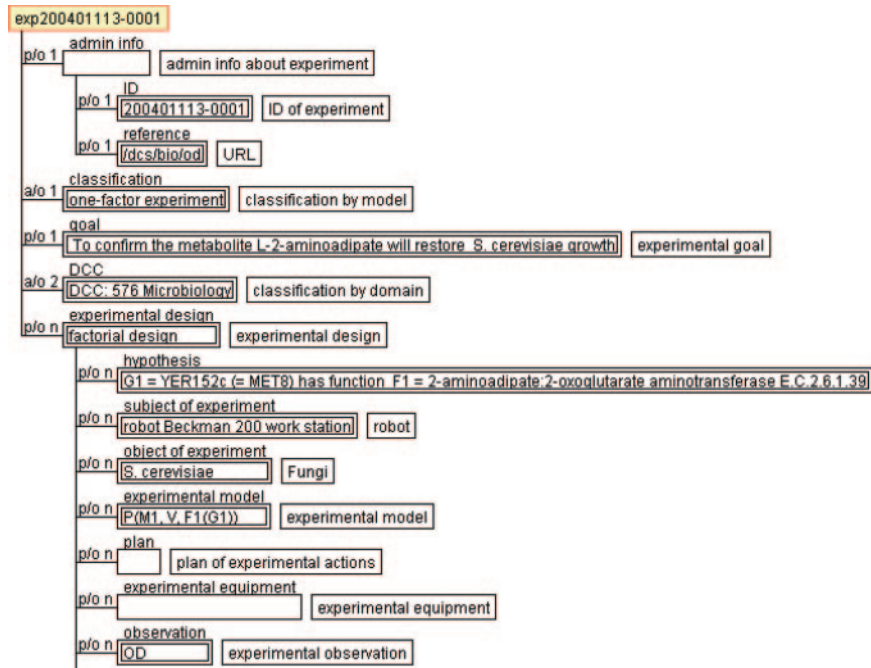 exp200401113-0001
admin info
p/o 1 admin info about experiment
ID
p/o 1 200401113-0001 ID of experiment
reference
p/o 1 /dcs/bio/od URL
classification
a/o 1 one-factor experiment classification by model
goal
p/o 1 To confirm the metabolite L-2-aminoadipate will restore S. cerevisiae growth experimental goal
DCC
a/o 2 DCC: 576 Microbiology classification by domain
experimental design
p/o n factorial design experimental design
hypothesis
p/o n G1 = YER152c (= MET8) has function F1 = 2-aminoadipate:2-oxoglutarate aminotransferase E.C.2.6.1.39
subject of experiment
p/o n robot Beckman 200 work station robot
object of experiment
p/o n S. cerevisiae Fungi
experimental model
p/o n P(M1, V, F1(G1)) experimental model
plan
p/o n plan of experimental actions
experimental equipment
p/o n experimental equipment
observation
p/o n OD experimental observation